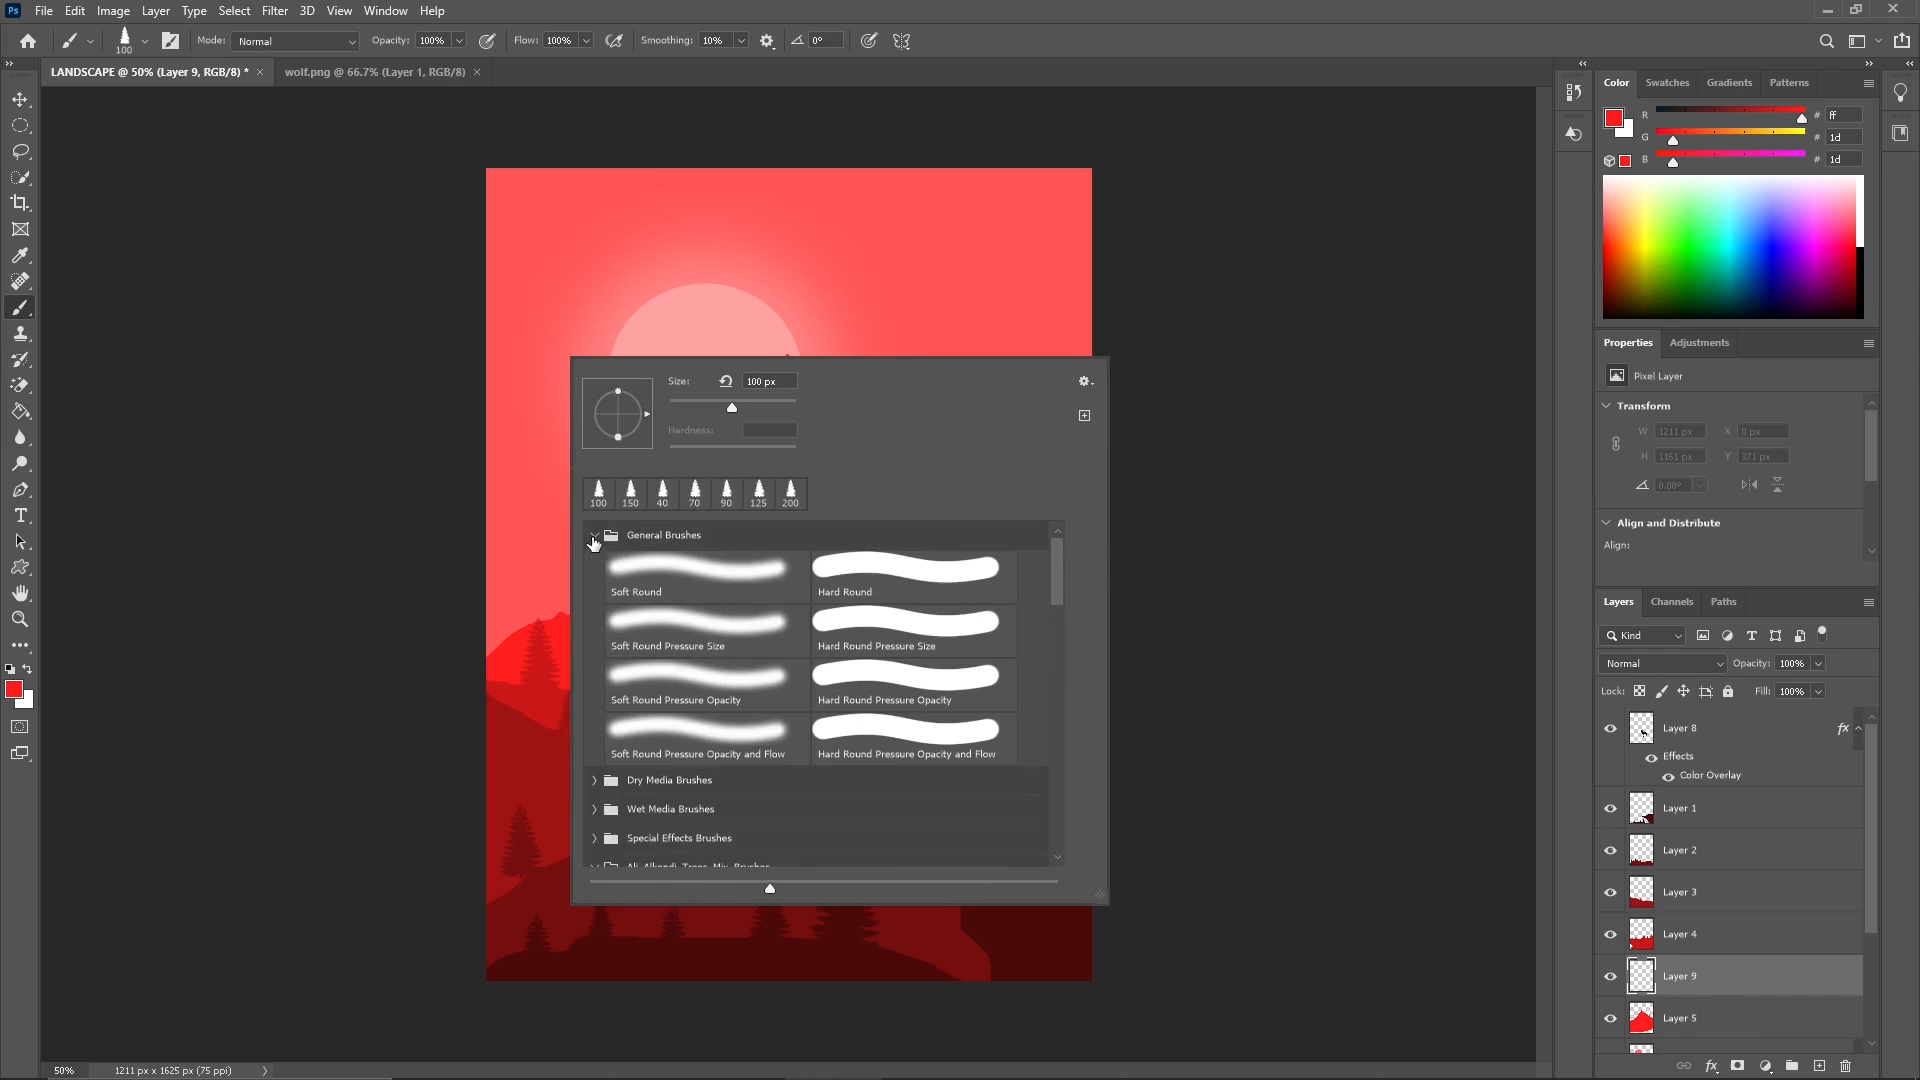 Ps File Edit Image Layer Type Select Filter 3D View Window Help
100 Mode: Normal Opacity: 100% Flow: 100% Smoothing: 10% 0°
LANDSCAPE @ 50% (Layer 9, RGB/8) * × wolf.png @ 66.7% (Layer 1, RGB/8) ×
Size: 100 px
Hardness:
100 150 40 70 90 125 200
General Brushes
Soft Round Hard Round
Soft Round Pressure Size Hard Round Pressure Size
Soft Round Pressure Opacity Hard Round Pressure Opacity
Soft Round Pressure Opacity and Flow Hard Round Pressure Opacity and Flow
Dry Media Brushes
Wet Media Brushes
Special Effects Brushes
50% 1211 px x 1625 px (75 ppi)
Color Swatches Gradients Patterns
R # ff
G # 1d
B # 1d
Properties Adjustments
Pixel Layer
Transform
W 1211 px X 0 px
H 1161 px Y 371 px
0.00°
Align and Distribute
Align:
Layers Channels Paths
Kind
Normal Opacity: 100%
Lock: Fill: 100%
Layer 8 fx
Effects
Color Overlay
Layer 1
Layer 2
Layer 3
Layer 4
Layer 9
Layer 5
fx